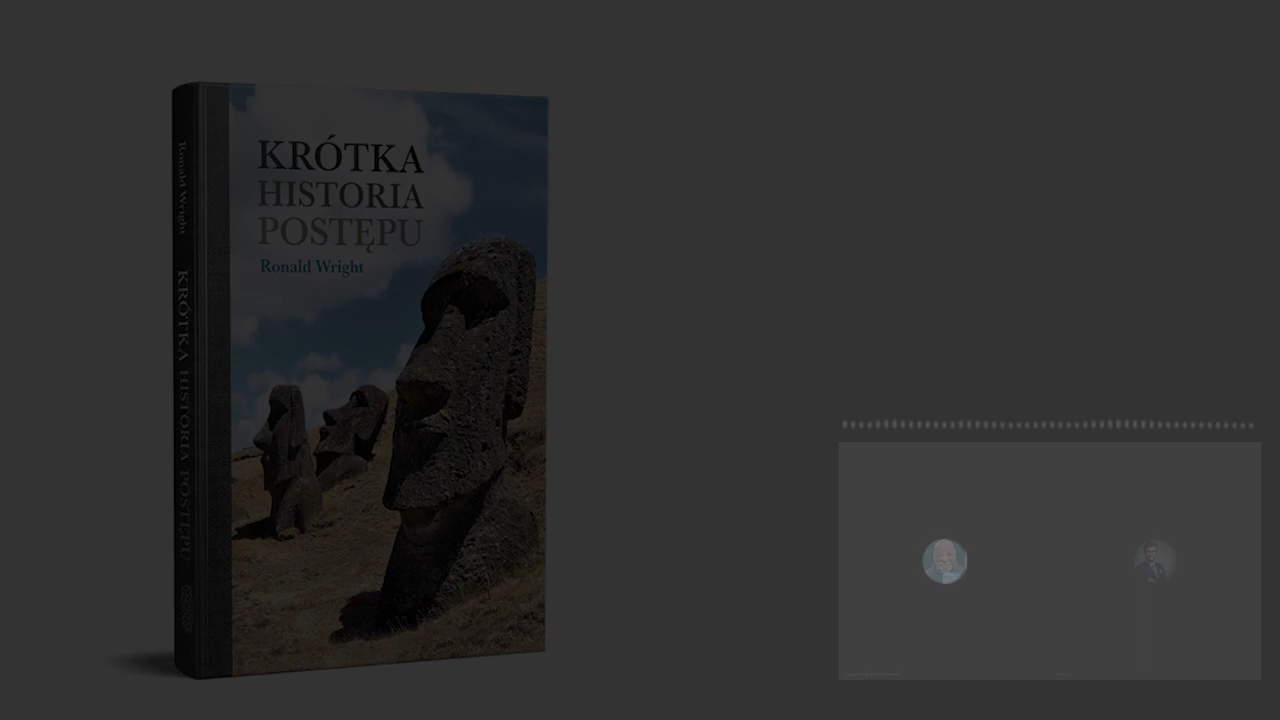 KRÓTKA
HISTORIA
POSTĘPU
Ronald Wright
Ronald Wright KRÓTKA HISTORIA POSTĘPU